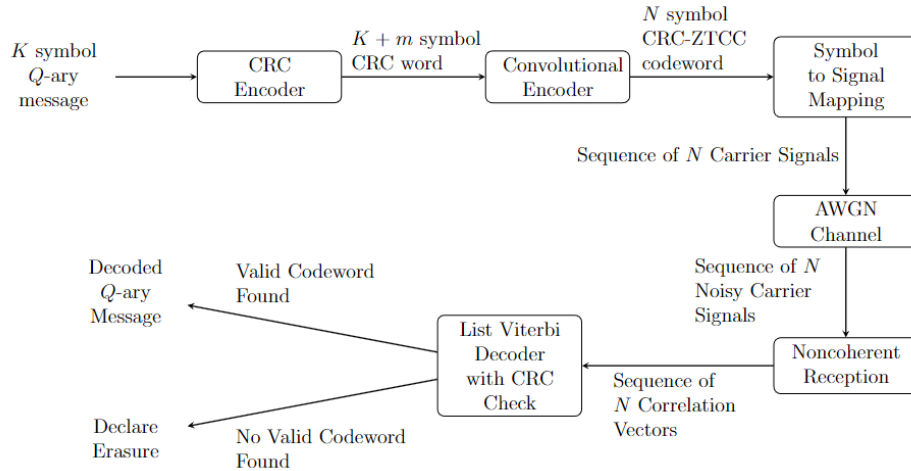 K symbol
Q-ary
message
CRC
Encoder
K + m symbol
CRC word
Convolutional
Encoder
N symbol
CRC-ZTCC
codeword
Symbol
to Signal
Mapping
Sequence of N Carrier Signals
AWGN
Channel
Sequence of N
Noisy Carrier
Signals
Noncoherent
Reception
Sequence of
N Correlation
Vectors
List Viterbi
Decoder
with CRC
Check
Valid Codeword
Found
Decoded
Q-ary
Message
No Valid Codeword
Found
Declare
Erasure